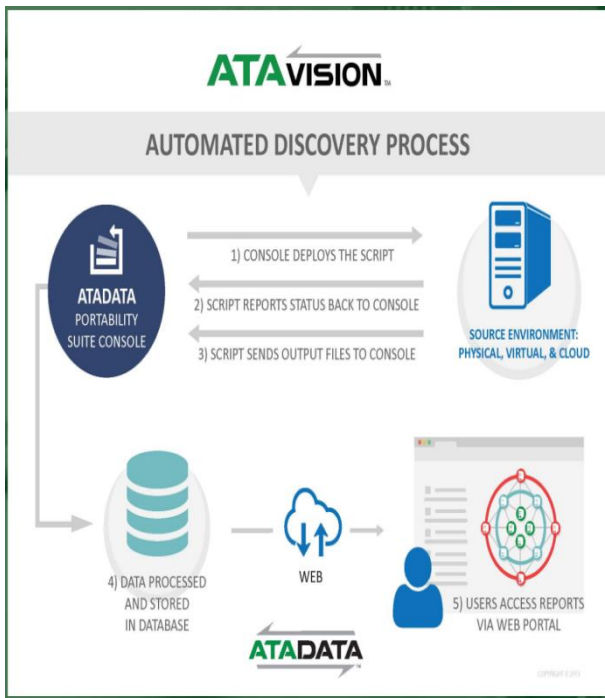 ATAVISION™
AUTOMATED DISCOVERY PROCESS
ATADATA
PORTABILITY
SUITE CONSOLE
1) CONSOLE DEPLOYS THE SCRIPT
2) SCRIPT REPORTS STATUS BACK TO CONSOLE
3) SCRIPT SENDS OUTPUT FILES TO CONSOLE
SOURCE ENVIRONMENT:
PHYSICAL, VIRTUAL, & CLOUD
4) DATA PROCESSED
AND STORED
IN DATABASE
WEB
5) USERS ACCESS REPORTS
VIA WEB PORTAL
ATADATA™